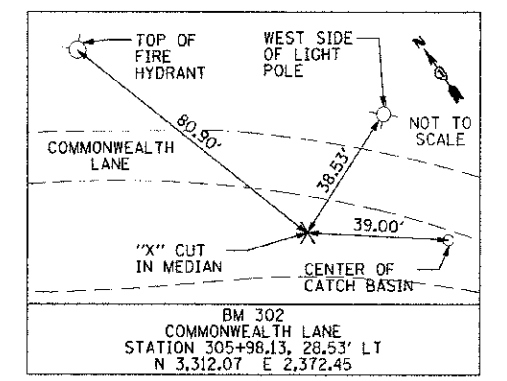 TOP OF
FIRE
HYDRANT
WEST SIDE
OF LIGHT
POLE
N
NOT TO
SCALE
80.90'
COMMONWEALTH
LANE
38.53'
39.00'
"X" CUT
IN MEDIAN
CENTER OF
CATCH BASIN
BM 302
COMMONWEALTH LANE
STATION 305+98.13, 28.53' LT
N 3,312.07 E 2,372.45